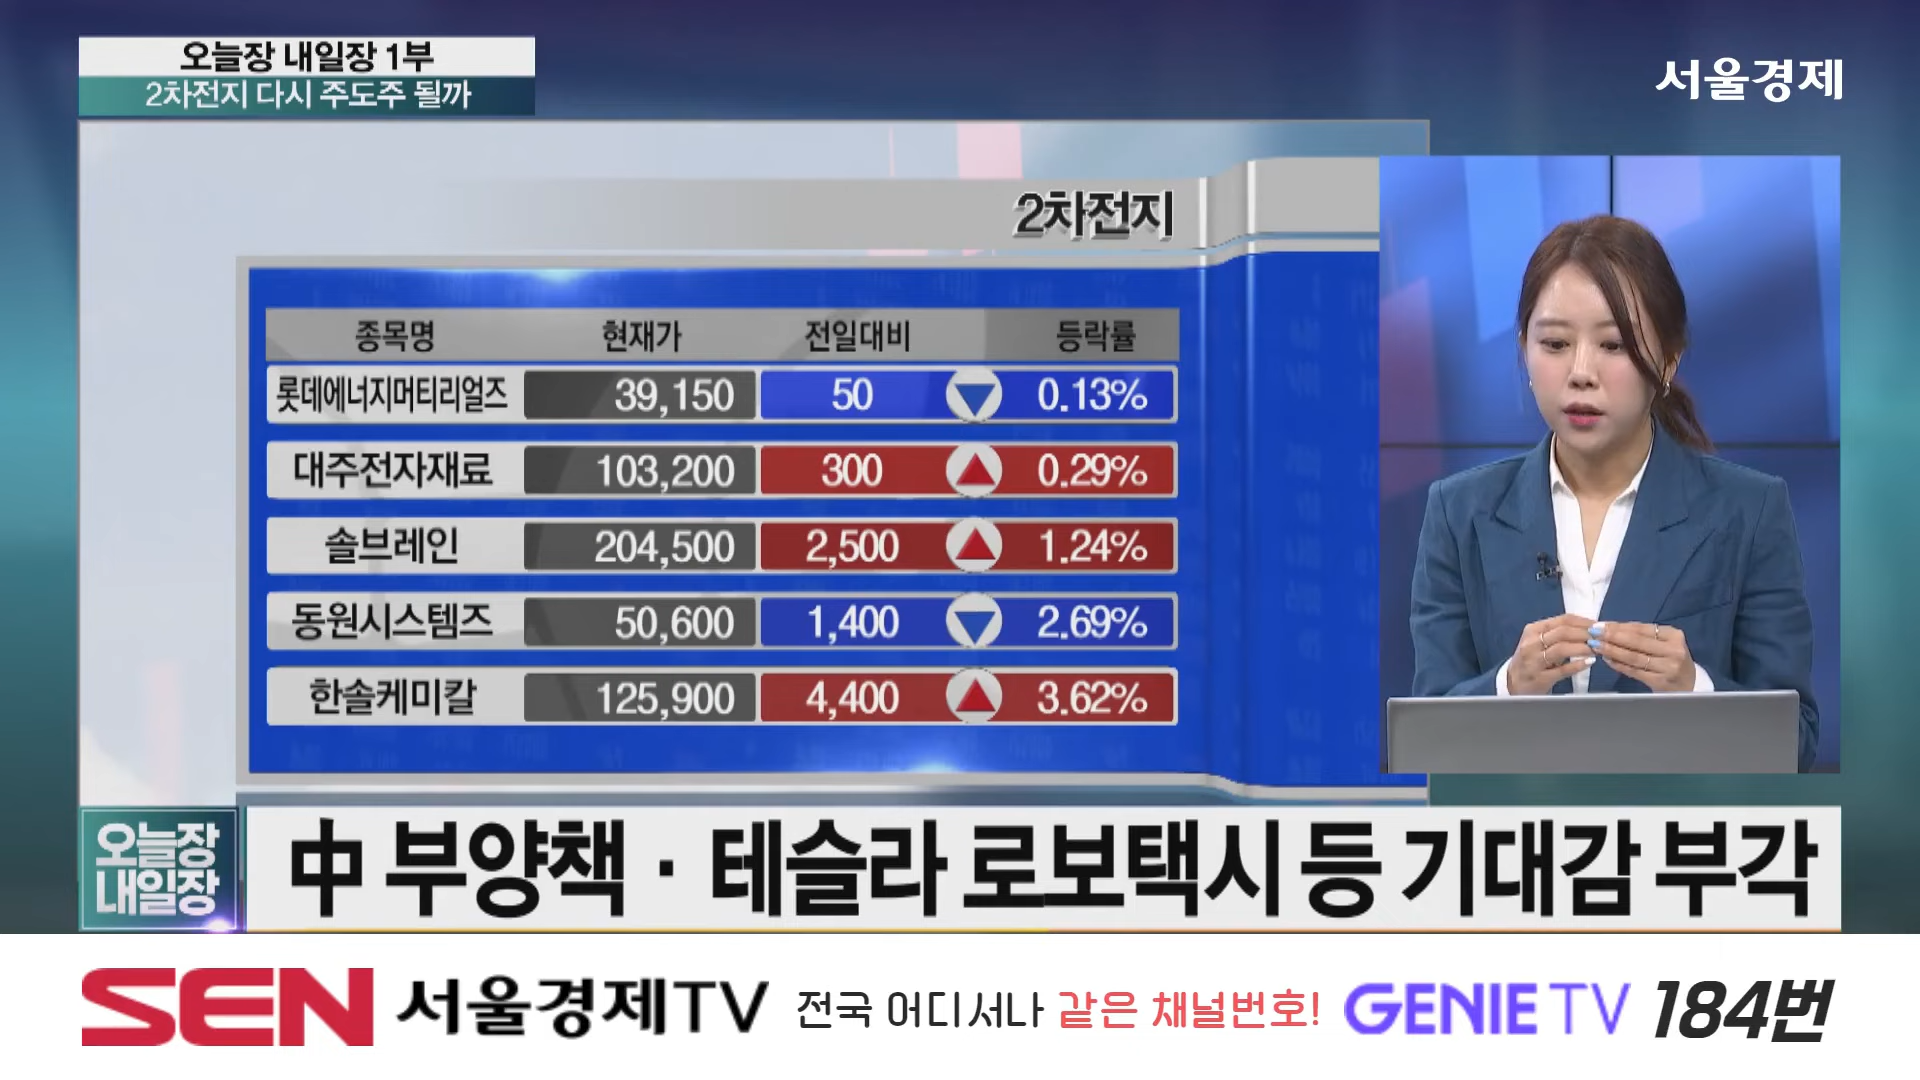 오늘장 내일장 1부
2차전지 다시 주도주 될까
서울경제
2차전지
종목명 현재가 전일대비 등락률
롯데에너지머티리얼즈 39,150 50 ▼ 0.13%
대주전자재료 103,200 300 ▲ 0.29%
솔브레인 204,500 2,500 ▲ 1.24%
동원시스템즈 50,600 1,400 ▼ 2.69%
한솔케미칼 125,900 4,400 ▲ 3.62%
오늘장
내일장
中 부양책 · 테슬라 로보택시 등 기대감 부각
SEN 서울경제TV 전국 어디서나 같은 채널번호! GENIE TV 184번